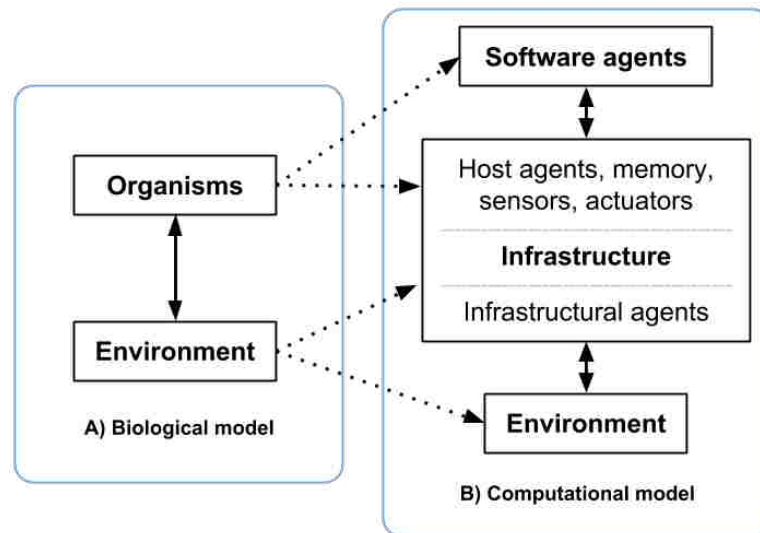 Organisms
Environment
A) Biological model
Software agents
Host agents, memory,
sensors, actuators
Infrastructure
Infrastructural agents
Environment
B) Computational model